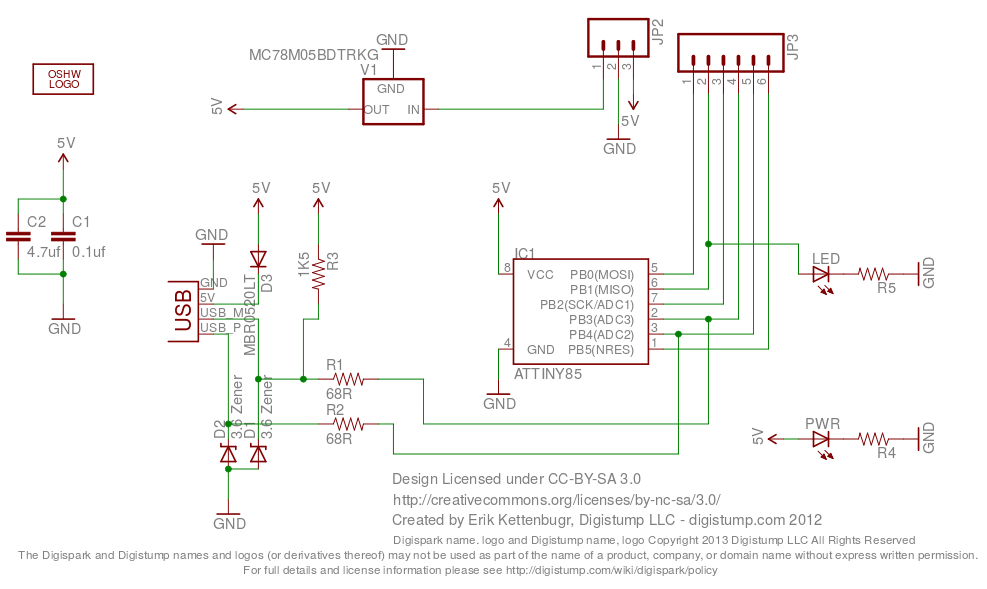 MC78M05BDTRKG
V1
GND
GND
OUT
IN
5V
JP2
1
2
3
5V
GND
JP3
1
2
3
4
5
6
OSHW
LOGO
5V
C2
C1
4.7uf
0.1uf
GND
5V
5V
GND
USB
GND
5V
USB_M
USB_P
D3
MBR0520LT
1K5
R3
R1
68R
R2
68R
D2
3.6 Zener
D1
3.6 Zener
GND
5V
IC1
8
VCC
PB0(MOSI)
5
PB1(MISO)
6
PB2(SCK/ADC1)
7
PB3(ADC3)
2
PB4(ADC2)
3
4
GND
PB5(NRES)
1
ATTINY85
GND
LED
R5
GND
5V
PWR
R4
GND
Design Licensed under CC-BY-SA 3.0
http://creativecommons.org/licenses/by-nc-sa/3.0/
Created by Erik Kettenbugr, Digistump LLC - digistump.com 2012
Digispark name. logo and Digistump name, logo Copyright 2013 Digistump LLC All Rights Reserved
The Digispark and Digistump names and logos (or derivatives thereof) may not be used as part of the name of a product, company, or domain name without express written permission.
For full details and license information please see http://digistump.com/wiki/digispark/policy